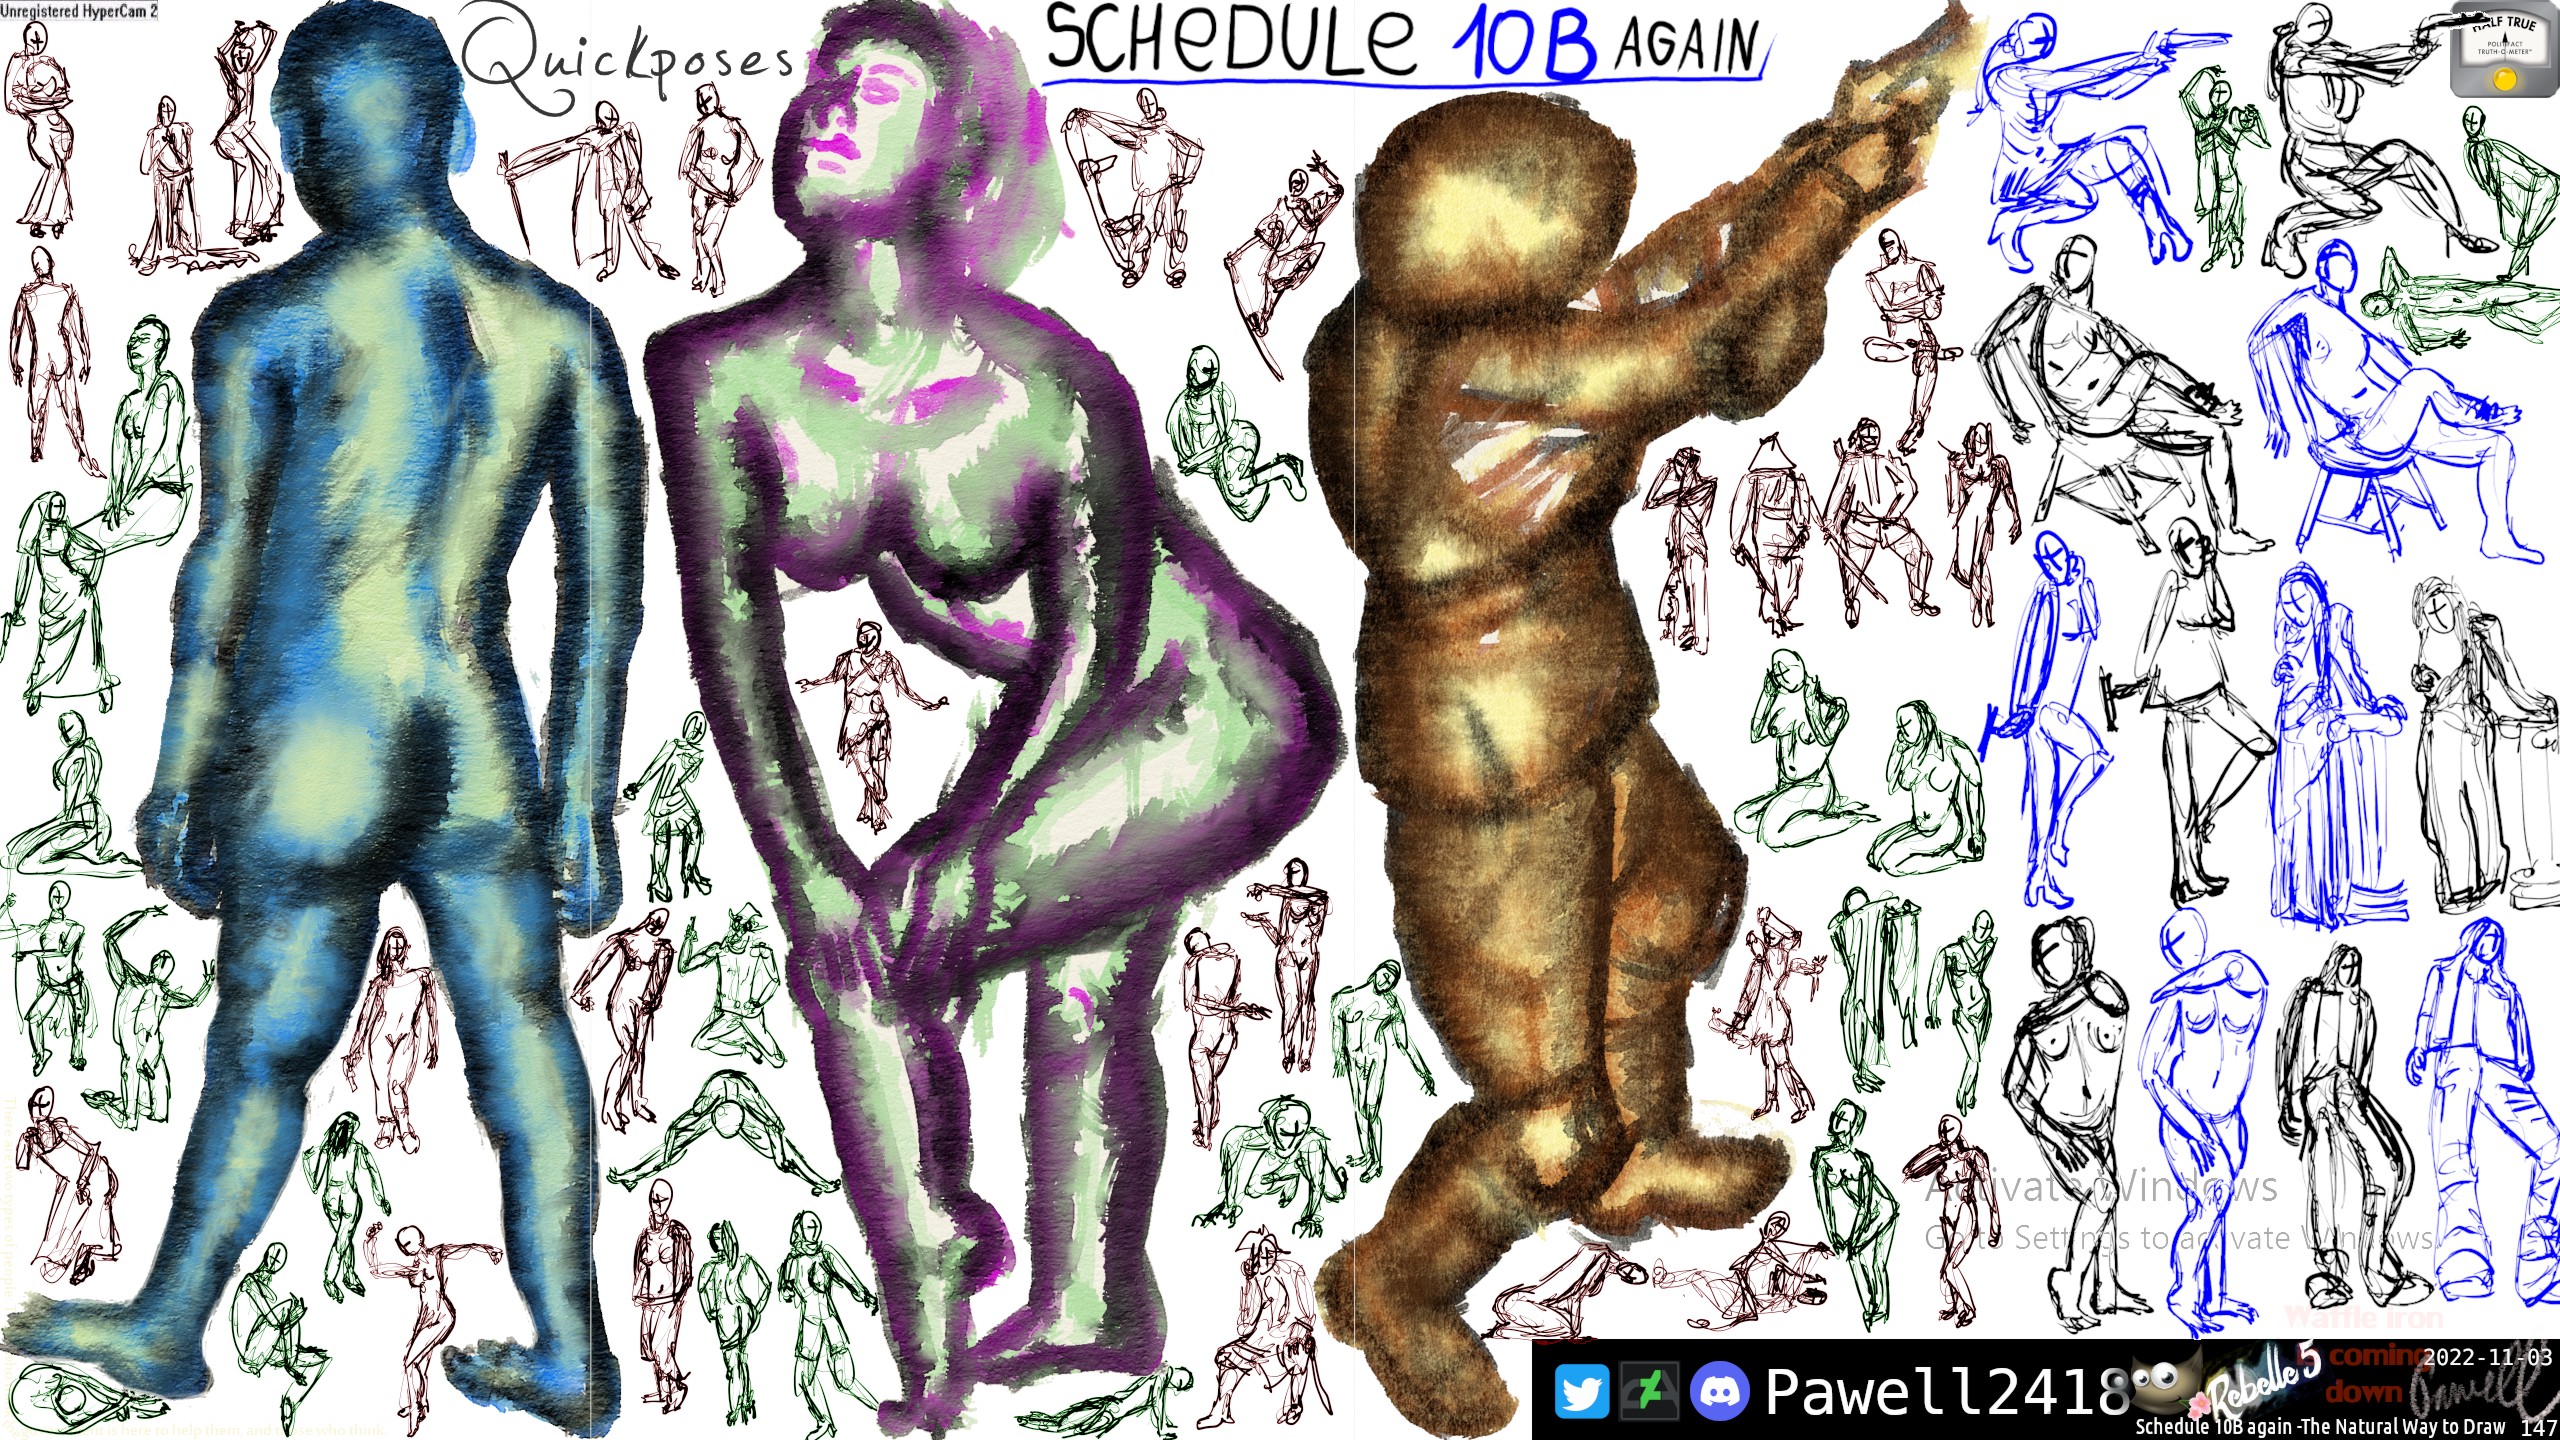 Unregistered HyperCam 2
Quickposes
SCHeDULe 10B AGAIN
HALF TRUE
POLITIFACT
TRUTH-O-METER™
Activate Windows
Go to Settings to activate Windows.
Waffle iron
coming
down
Pawell2418
Rebelle 5
2022-11-03
Pawell
Schedule 10B again -The Natural Way to Draw 147
t is here to help them, and those who think.